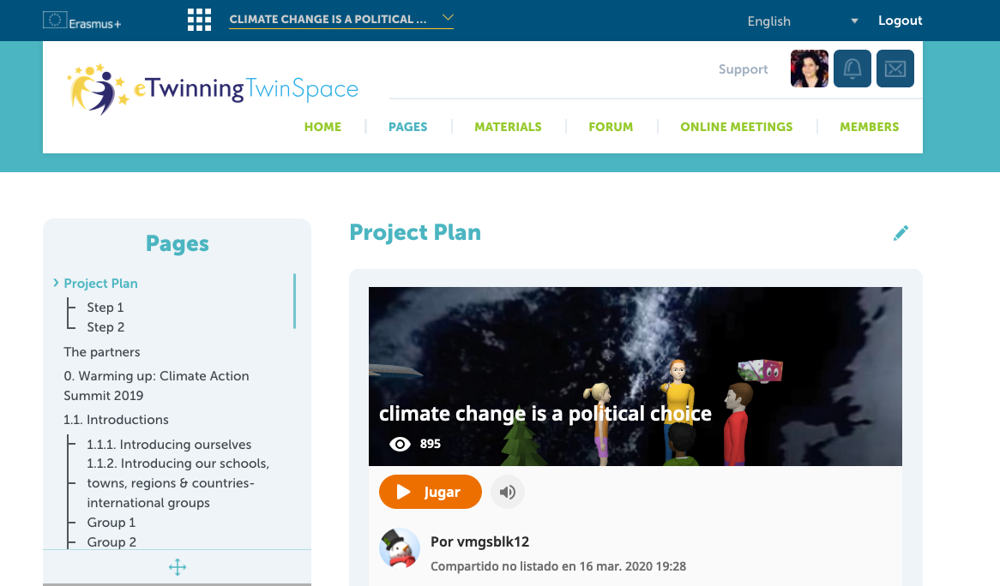 Erasmus+
CLIMATE CHANGE IS A POLITICAL ...
English
Logout
eTwinningTwinSpace
Support
HOME
PAGES
MATERIALS
FORUM
ONLINE MEETINGS
MEMBERS
Pages
Project Plan
Step 1
Step 2
The partners
0. Warming up: Climate Action
Summit 2019
1.1. Introductions
1.1.1. Introducing ourselves
1.1.2. Introducing our schools,
towns, regions & countries-
international groups
Group 1
Group 2
Project Plan
climate change is a political choice
895
Jugar
Por vmgsblk12
Compartido no listado en 16 mar. 2020 19:28